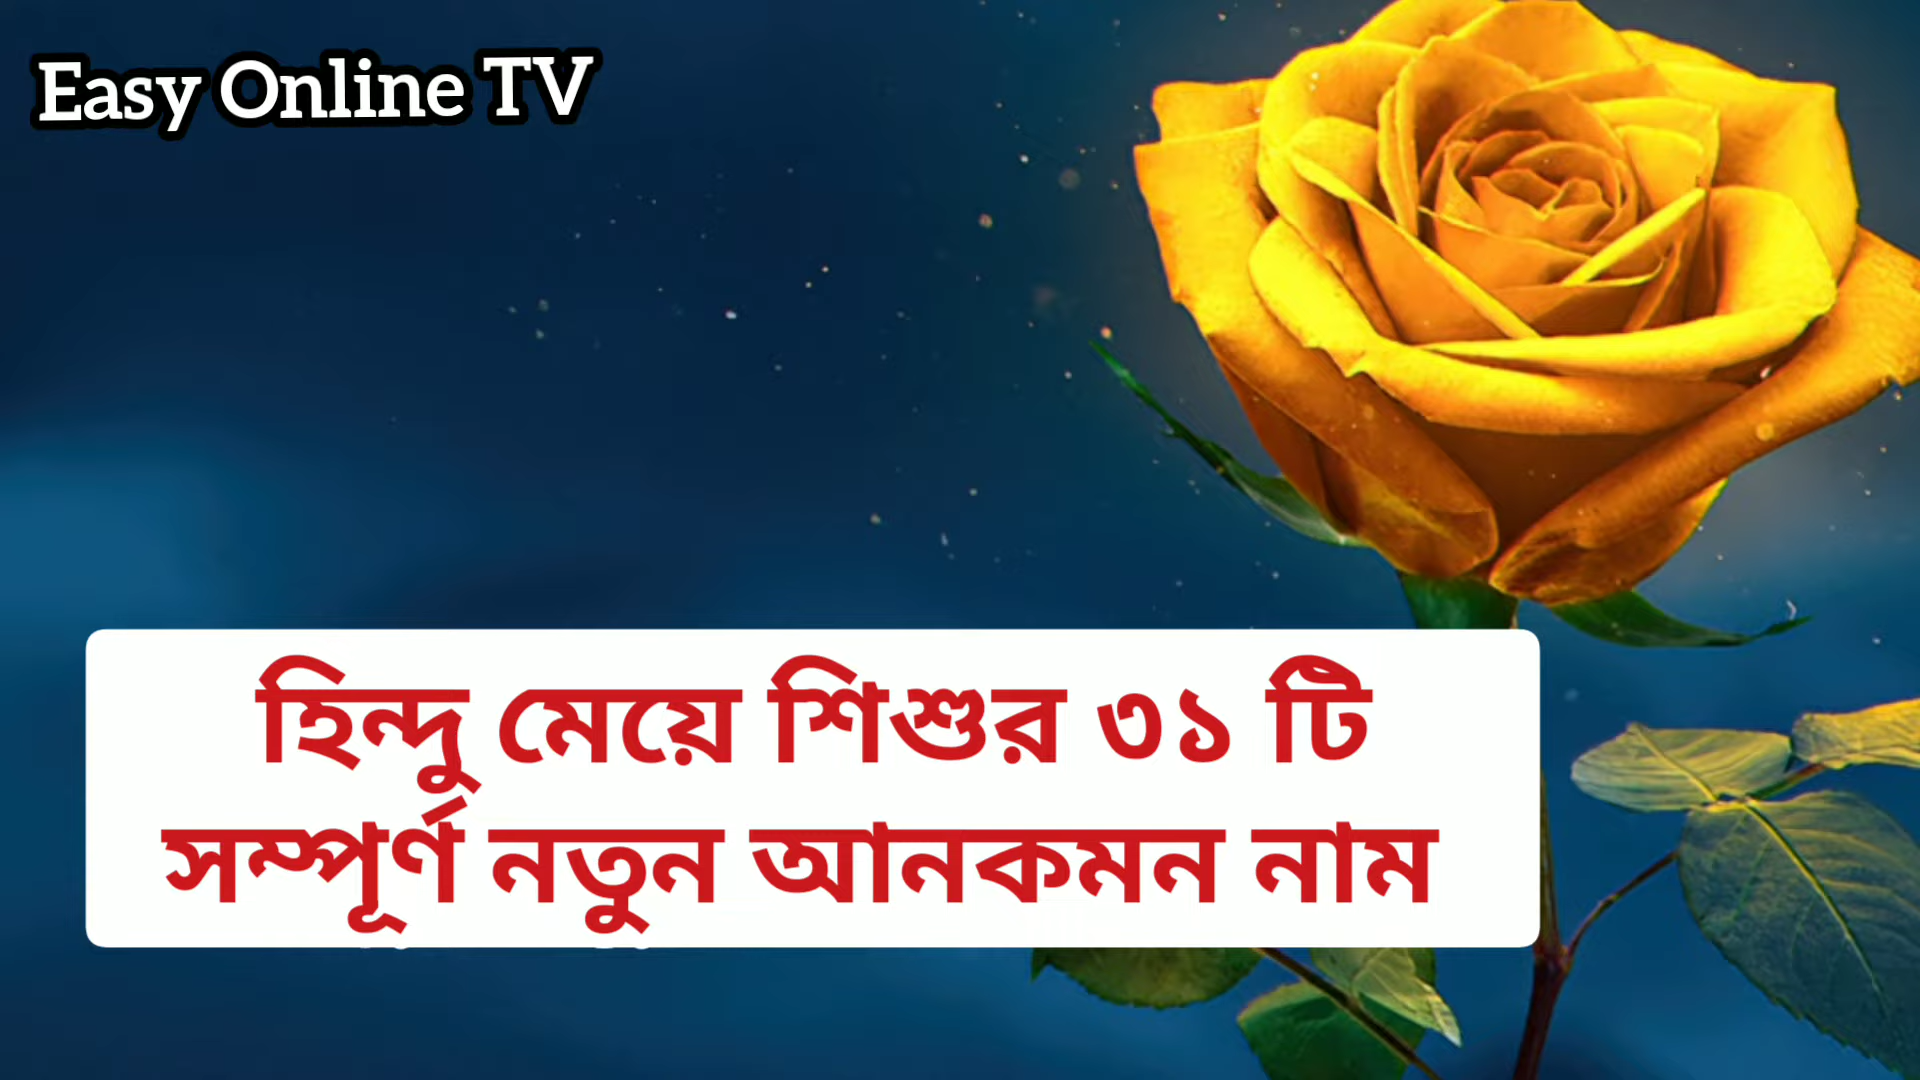 Easy Online TV
হিন্দু মেয়ে শিশুর ৩১ টি
সম্পূর্ণ নতুন আনকমন নাম